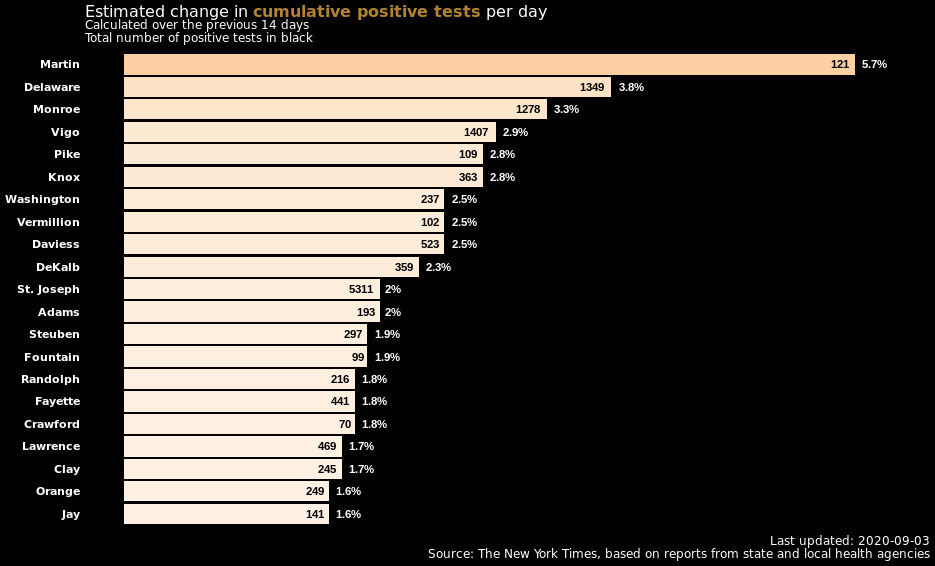 Estimated change in cumulative positive tests per day
Calculated over the previous 14 days
Total number of positive tests in black
Martin 121 5.7%
Delaware 1349 3.8%
Monroe 1278 3.3%
Vigo 1407 2.9%
Pike 109 2.8%
Knox 363 2.8%
Washington 237 2.5%
Vermillion 102 2.5%
Daviess 523 2.5%
DeKalb 359 2.3%
St. Joseph 5311 2%
Adams 193 2%
Steuben 297 1.9%
Fountain 99 1.9%
Randolph 216 1.8%
Fayette 441 1.8%
Crawford 70 1.8%
Lawrence 469 1.7%
Clay 245 1.7%
Orange 249 1.6%
Jay 141 1.6%
Last updated: 2020-09-03
Source: The New York Times, based on reports from state and local health agencies